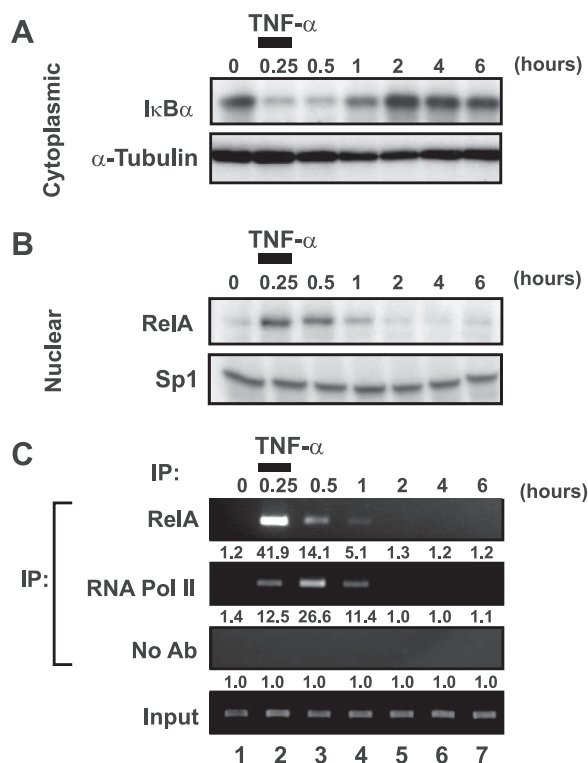 A
TNF-α
0 0.25 0.5 1 2 4 6 (hours)
Cytoplasmic
IκBα
α-Tubulin
B
TNF-α
0 0.25 0.5 1 2 4 6 (hours)
Nuclear
RelA
Sp1
C
TNF-α
IP: 0 0.25 0.5 1 2 4 6 (hours)
IP:
RelA
1.2 41.9 14.1 5.1 1.3 1.2 1.2
RNA Pol II
1.4 12.5 26.6 11.4 1.0 1.0 1.1
No Ab
1.0 1.0 1.0 1.0 1.0 1.0 1.0
Input
1 2 3 4 5 6 7